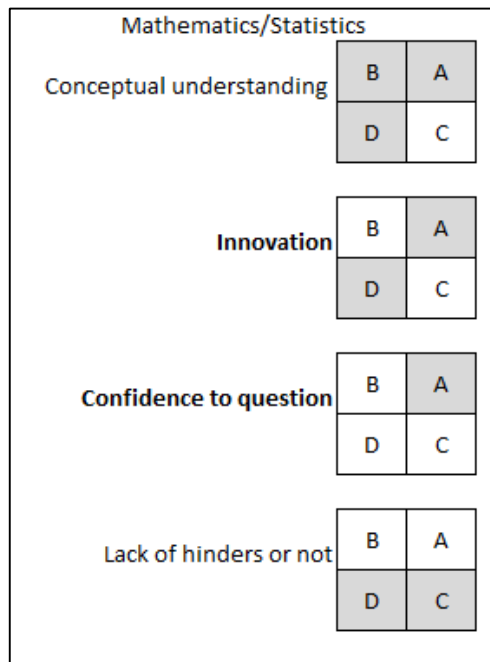 Mathematics/Statistics
B A
Conceptual understanding
D C
B A
Innovation
D C
B A
Confidence to question
D C
B A
Lack of hinders or not
D C